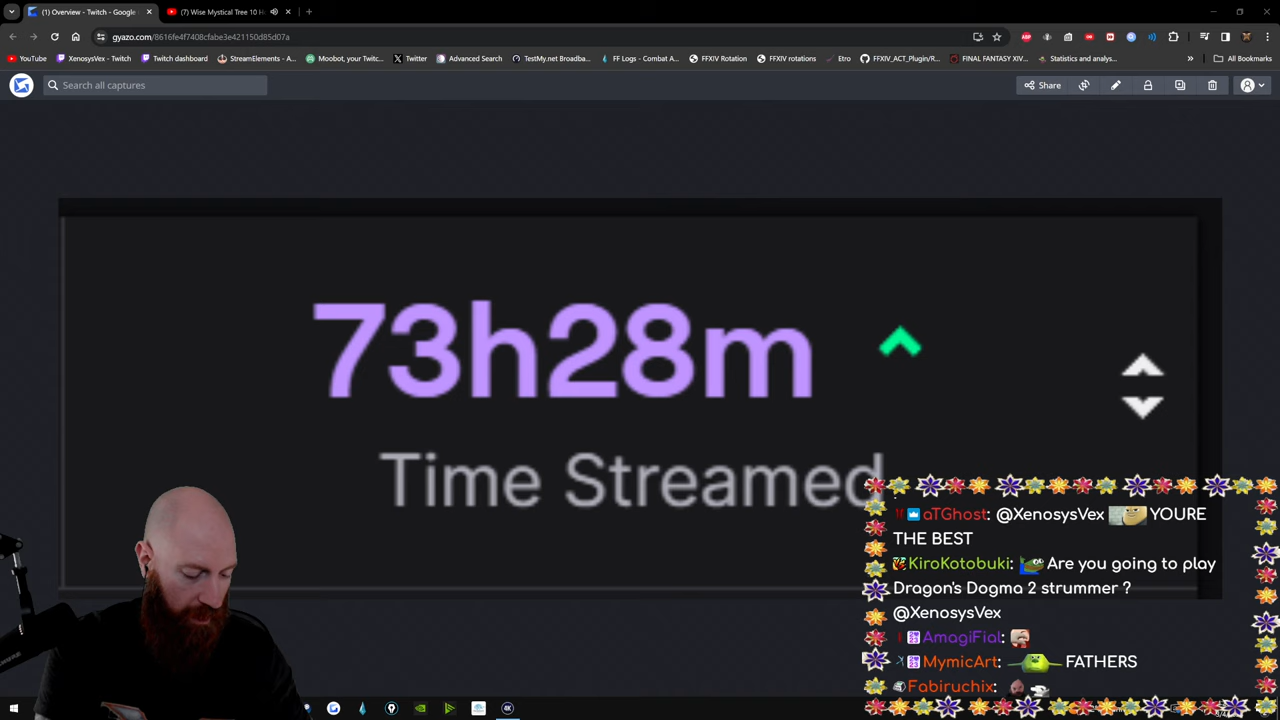 (1) Overview - Twitch - Google
(7) Wise Mystical Tree 10 H
gyazo.com/8616fe4f7408cfabe3e421150d85d07a
YouTube
XenosysVex - Twitch
Twitch dashboard
StreamElements - A...
Moobot, your Twitc...
Twitter
Advanced Search
TestMy.net Broadba...
FF Logs - Combat A...
FFXIV Rotation
FFXIV rotations
Etro
FFXIV_ACT_Plugin/R...
FINAL FANTASY XIV...
Statistics and analys...
All Bookmarks
Search all captures
Share
73h28m
Time Streamed
aTGhost: @XenosysVex YOURE
THE BEST
KiroKotobuki: Are you going to play
Dragon's Dogma 2 strummer ?
@XenosysVex
AmagiFial:
MymicArt: FATHERS
Fabiruchix: